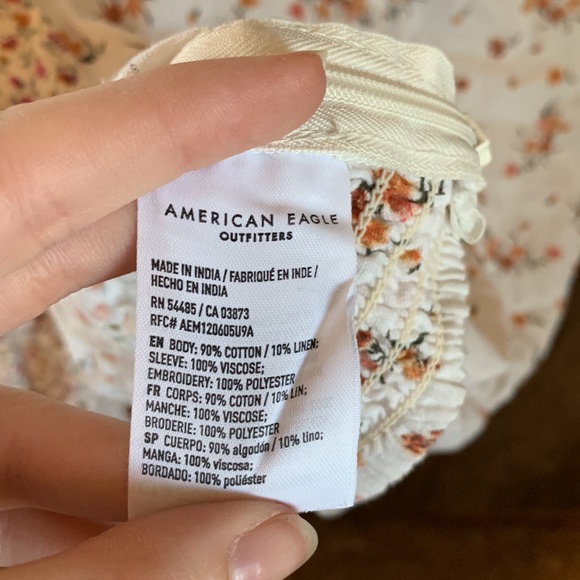 AMERICAN EAGLE
OUTFITTERS
MADE IN INDIA / FABRIQUÉ EN INDE /
HECHO EN INDIA
RN 54485 / CA 03873
RFC# AEM120605U9A
EN BODY: 90% COTTON / 10% LINEN;
SLEEVE: 100% VISCOSE;
EMBROIDERY: 100% POLYESTER
FR CORPS: 90% COTON / 10% LIN;
MANCHE: 100% VISCOSE;
BRODERIE: 100% POLYESTER
SP CUERPO: 90% algodón / 10% lino;
MANGA: 100% viscosa;
BORDADO: 100% poliéster